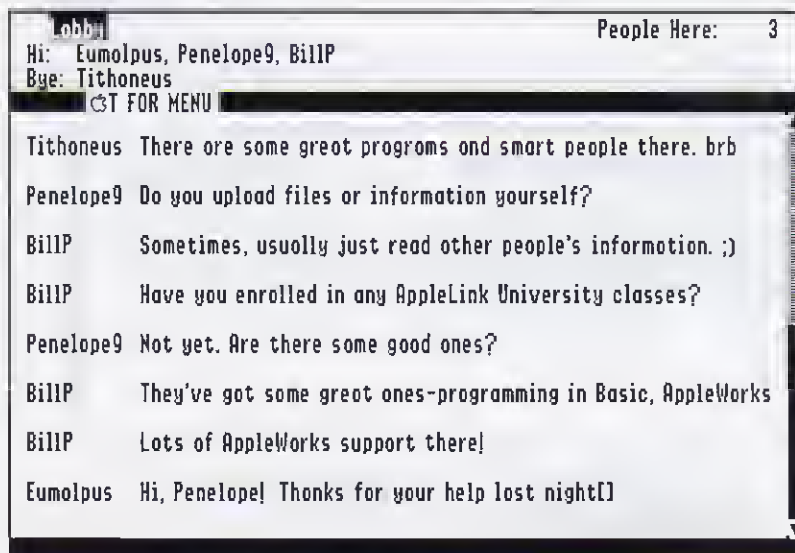 Lobby People Here: 3
Hi: Eumolpus, Penelope9, BillP
Bye: Tithoneus
T FOR MENU
Tithoneus There are some great programs and smart people there. brb
Penelope9 Do you upload files or information yourself?
BillP Sometimes, usually just read other people's information. ;)
BillP Have you enrolled in any AppleLink University classes?
Penelope9 Not yet. Are there some good ones?
BillP They've got some great ones-programming in Basic, AppleWorks
BillP Lots of AppleWorks support there!
Eumolpus Hi, Penelope! Thanks for your help last night[]